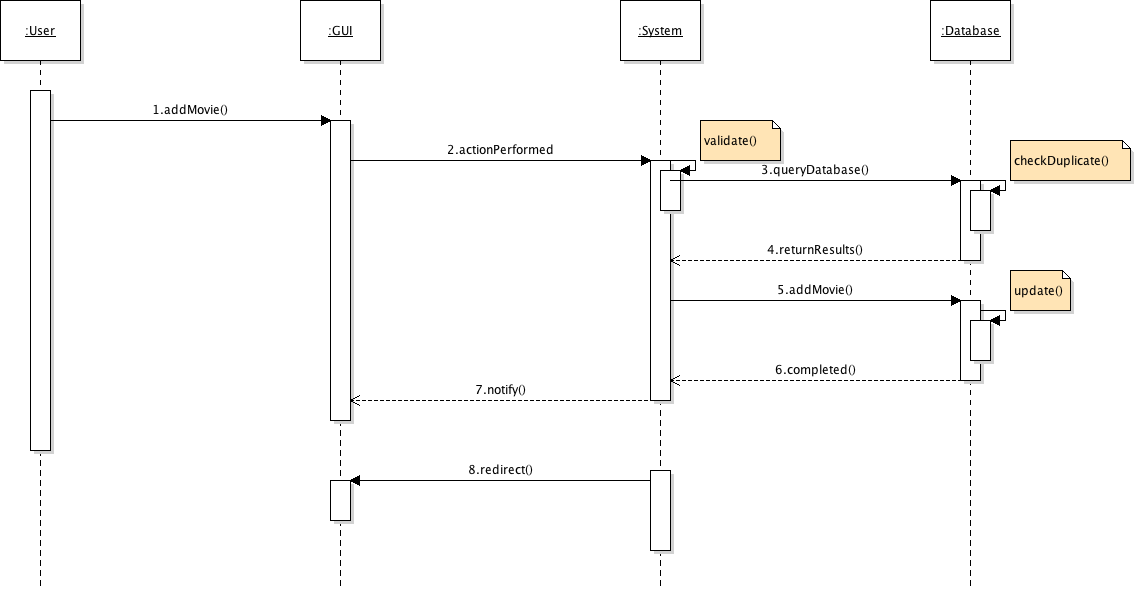 :User
:GUI
:System
:Database
1.addMovie()
2.actionPerformed
validate()
3.queryDatabase()
checkDuplicate()
4.returnResults()
5.addMovie()
update()
6.completed()
7.notify()
8.redirect()